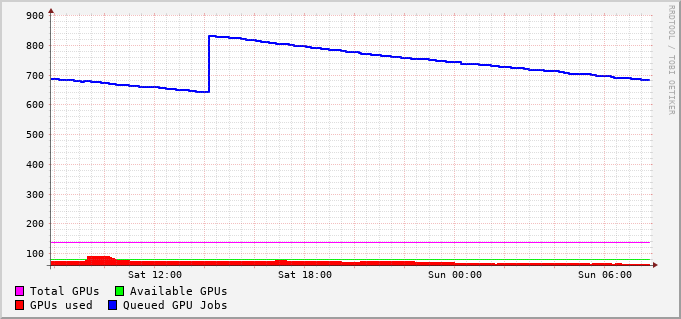 900
800
700
600
500
400
300
200
100
Sat 12:00 Sat 18:00 Sun 00:00 Sun 06:00
Total GPUs Available GPUs
GPUs used Queued GPU Jobs
RRDTOOL / TOBI OETIKER